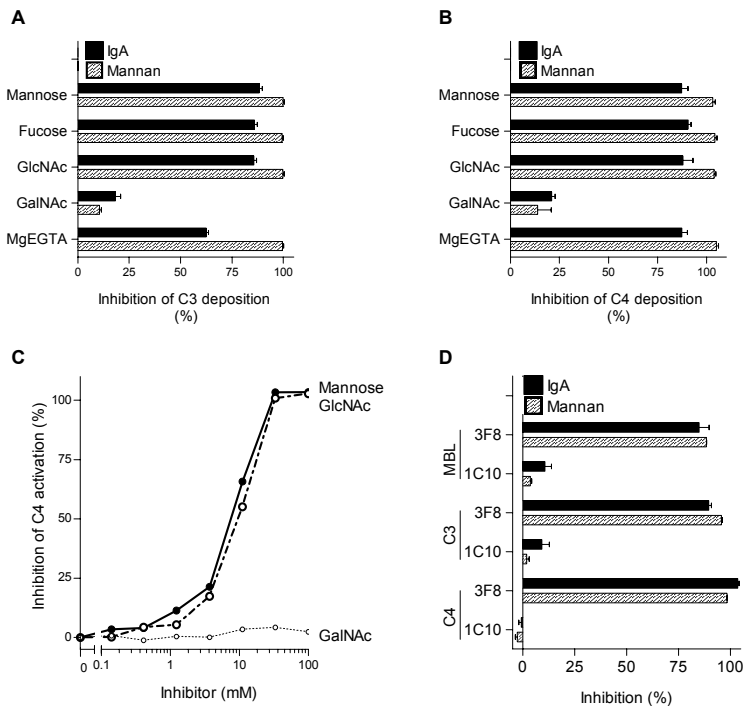 A
IgA
Mannan
Mannose
Fucose
GlcNAc
GalNAc
MgEGTA
0 25 50 75 100
Inhibition of C3 deposition
(%)
B
IgA
Mannan
Mannose
Fucose
GlcNAc
GalNAc
MgEGTA
0 25 50 75 100
Inhibition of C4 deposition
(%)
C
Inhibition of C4 activation (%)
100
75
50
25
0
Mannose
GlcNAc
GalNAc
0 0.1 1 10 100
Inhibitor (mM)
D
IgA
Mannan
MBL
3F8
1C10
C3
3F8
1C10
C4
3F8
1C10
0 25 50 75 100
Inhibition (%)